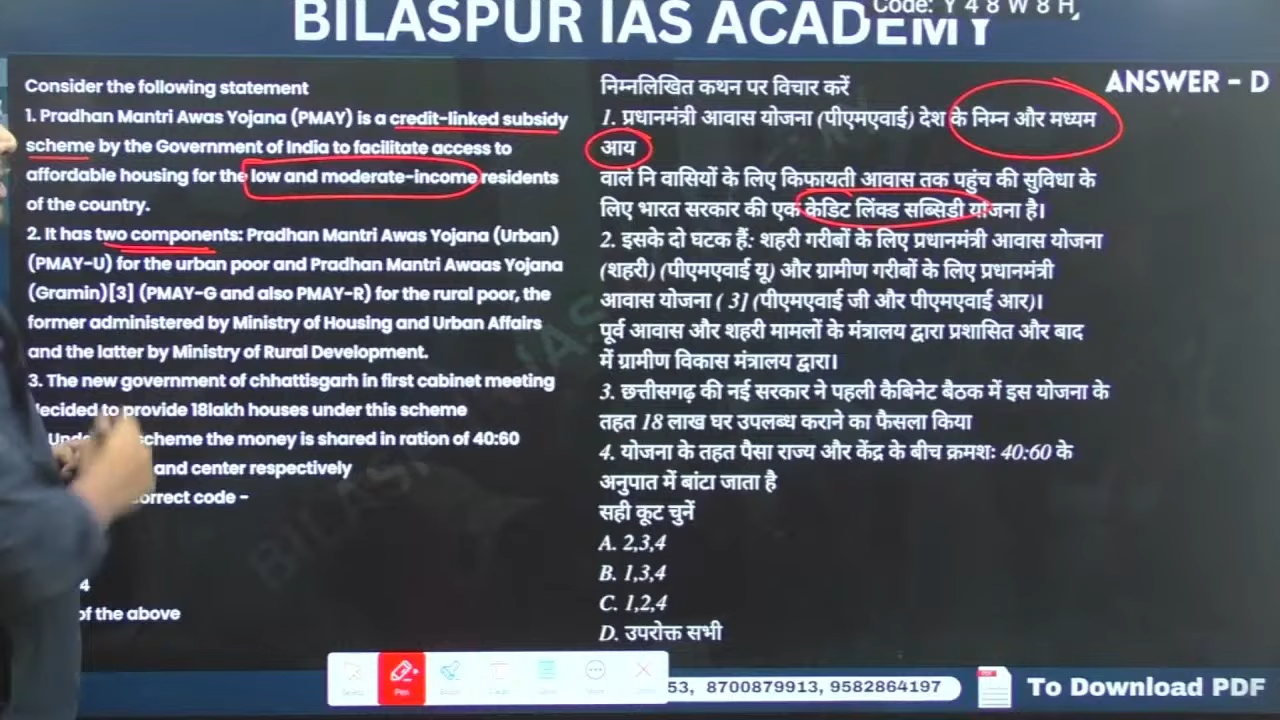 BILASPUR IAS ACADEMY
Code: Y 4 8 W 8 H
ANSWER - D
Consider the following statement
1. Pradhan Mantri Awas Yojana (PMAY) is a credit-linked subsidy
scheme by the Government of India to facilitate access to
affordable housing for the low and moderate-income residents
of the country.
2. It has two components: Pradhan Mantri Awas Yojana (Urban)
(PMAY-U) for the urban poor and Pradhan Mantri Awaas Yojana
(Gramin)[3] (PMAY-G and also PMAY-R) for the rural poor, the
former administered by Ministry of Housing and Urban Affairs
and the latter by Ministry of Rural Development.
3. The new government of chhattisgarh in first cabinet meeting
decided to provide 18lakh houses under this scheme
scheme the money is shared in ration of 40:60
and center respectively
correct code -
4
of the above
निम्नलिखित कथन पर विचार करें
1. प्रधानमंत्री आवास योजना (पीएमएवाई) देश के निम्न और मध्यम
आय
वाले नि वासियों के लिए किफायती आवास तक पहुंच की सुविधा के
लिए भारत सरकार की एक केडिट लिंक्ड सब्सिडी योजना है।
2. इसके दो घटक हैं: शहरी गरीबों के लिए प्रधानमंत्री आवास योजना
(शहरी) (पीएमएवाई यू) और ग्रामीण गरीबों के लिए प्रधानमंत्री
आवास योजना ( 3] (पीएमएवाई जी और पीएमएवाई आर)।
पूर्व आवास और शहरी मामलों के मंत्रालय द्वारा प्रशासित और बाद
में ग्रामीण विकास मंत्रालय द्वारा।
3. छत्तीसगढ़ की नई सरकार ने पहली कैबिनेट बैठक में इस योजना के
तहत 18 लाख घर उपलब्ध कराने का फैसला किया
4. योजना के तहत पैसा राज्य और केंद्र के बीच क्रमशः 40:60 के
अनुपात में बांटा जाता है
सही कूट चुनें
A. 2,3,4
B. 1,3,4
C. 1,2,4
D. उपरोक्त सभी
Pen
53, 8700879913, 9582864197
To Download PDF